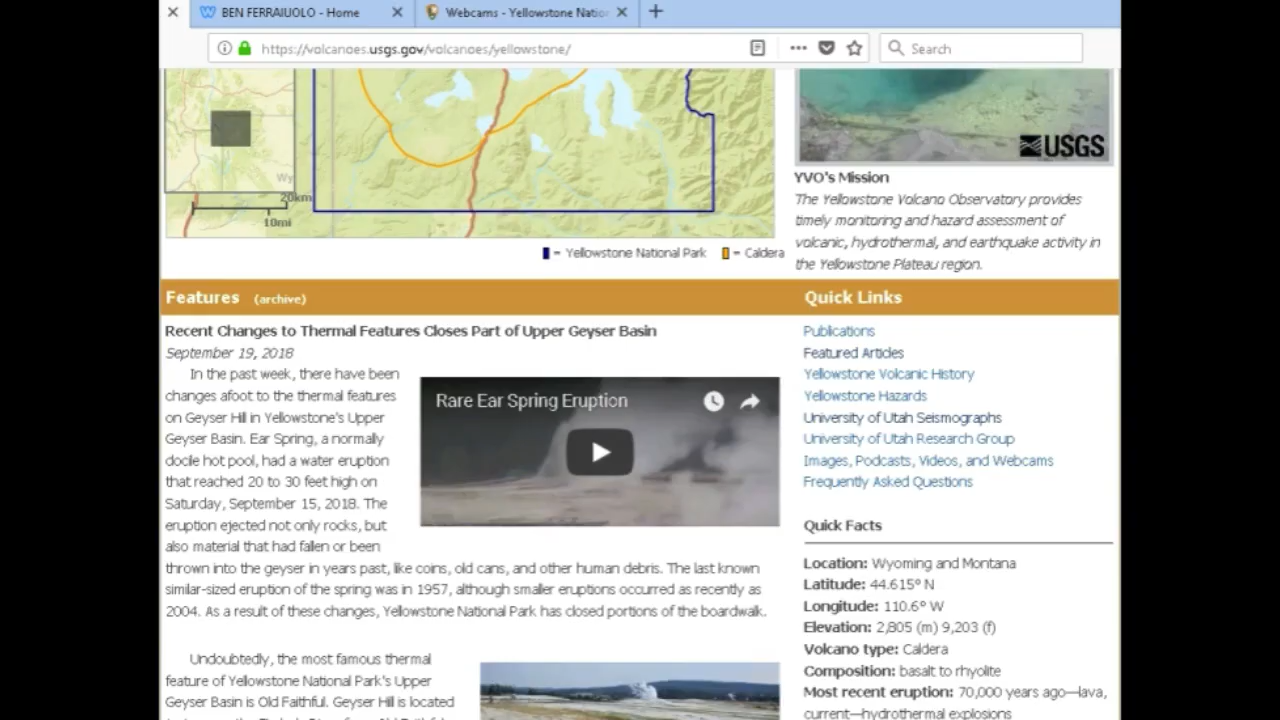 BEN FERRAIUOLO - Home
Webcams - Yellowstone Natio
https://volcanoes.usgs.gov/volcanoes/yellowstone/
Search
Wy
20km
10mi
= Yellowstone National Park = Caldera
USGS
YVO's Mission
The Yellowstone Volcano Observatory provides
timely monitoring and hazard assessment of
volcanic, hydrothermal, and earthquake activity in
the Yellowstone Plateau region.
Features (archive)
Recent Changes to Thermal Features Closes Part of Upper Geyser Basin
September 19, 2018
In the past week, there have been
changes afoot to the thermal features
on Geyser Hill in Yellowstone's Upper
Geyser Basin. Ear Spring, a normally
docile hot pool, had a water eruption
that reached 20 to 30 feet high on
Saturday, September 15, 2018. The
eruption ejected not only rocks, but
also material that had fallen or been
thrown into the geyser in years past, like coins, old cans, and other human debris. The last known
similar-sized eruption of the spring was in 1957, although smaller eruptions occurred as recently as
2004. As a result of these changes, Yellowstone National Park has closed portions of the boardwalk.
Rare Ear Spring Eruption
Undoubtedly, the most famous thermal
feature of Yellowstone National Park's Upper
Geyser Basin is Old Faithful. Geyser Hill is located
Quick Links
Publications
Featured Articles
Yellowstone Volcanic History
Yellowstone Hazards
University of Utah Seismographs
University of Utah Research Group
Images, Podcasts, Videos, and Webcams
Frequently Asked Questions
Quick Facts
Location: Wyoming and Montana
Latitude: 44.615° N
Longitude: 110.6° W
Elevation: 2,805 (m) 9,203 (f)
Volcano type: Caldera
Composition: basalt to rhyolite
Most recent eruption: 70,000 years ago—lava,
current—hydrothermal explosions